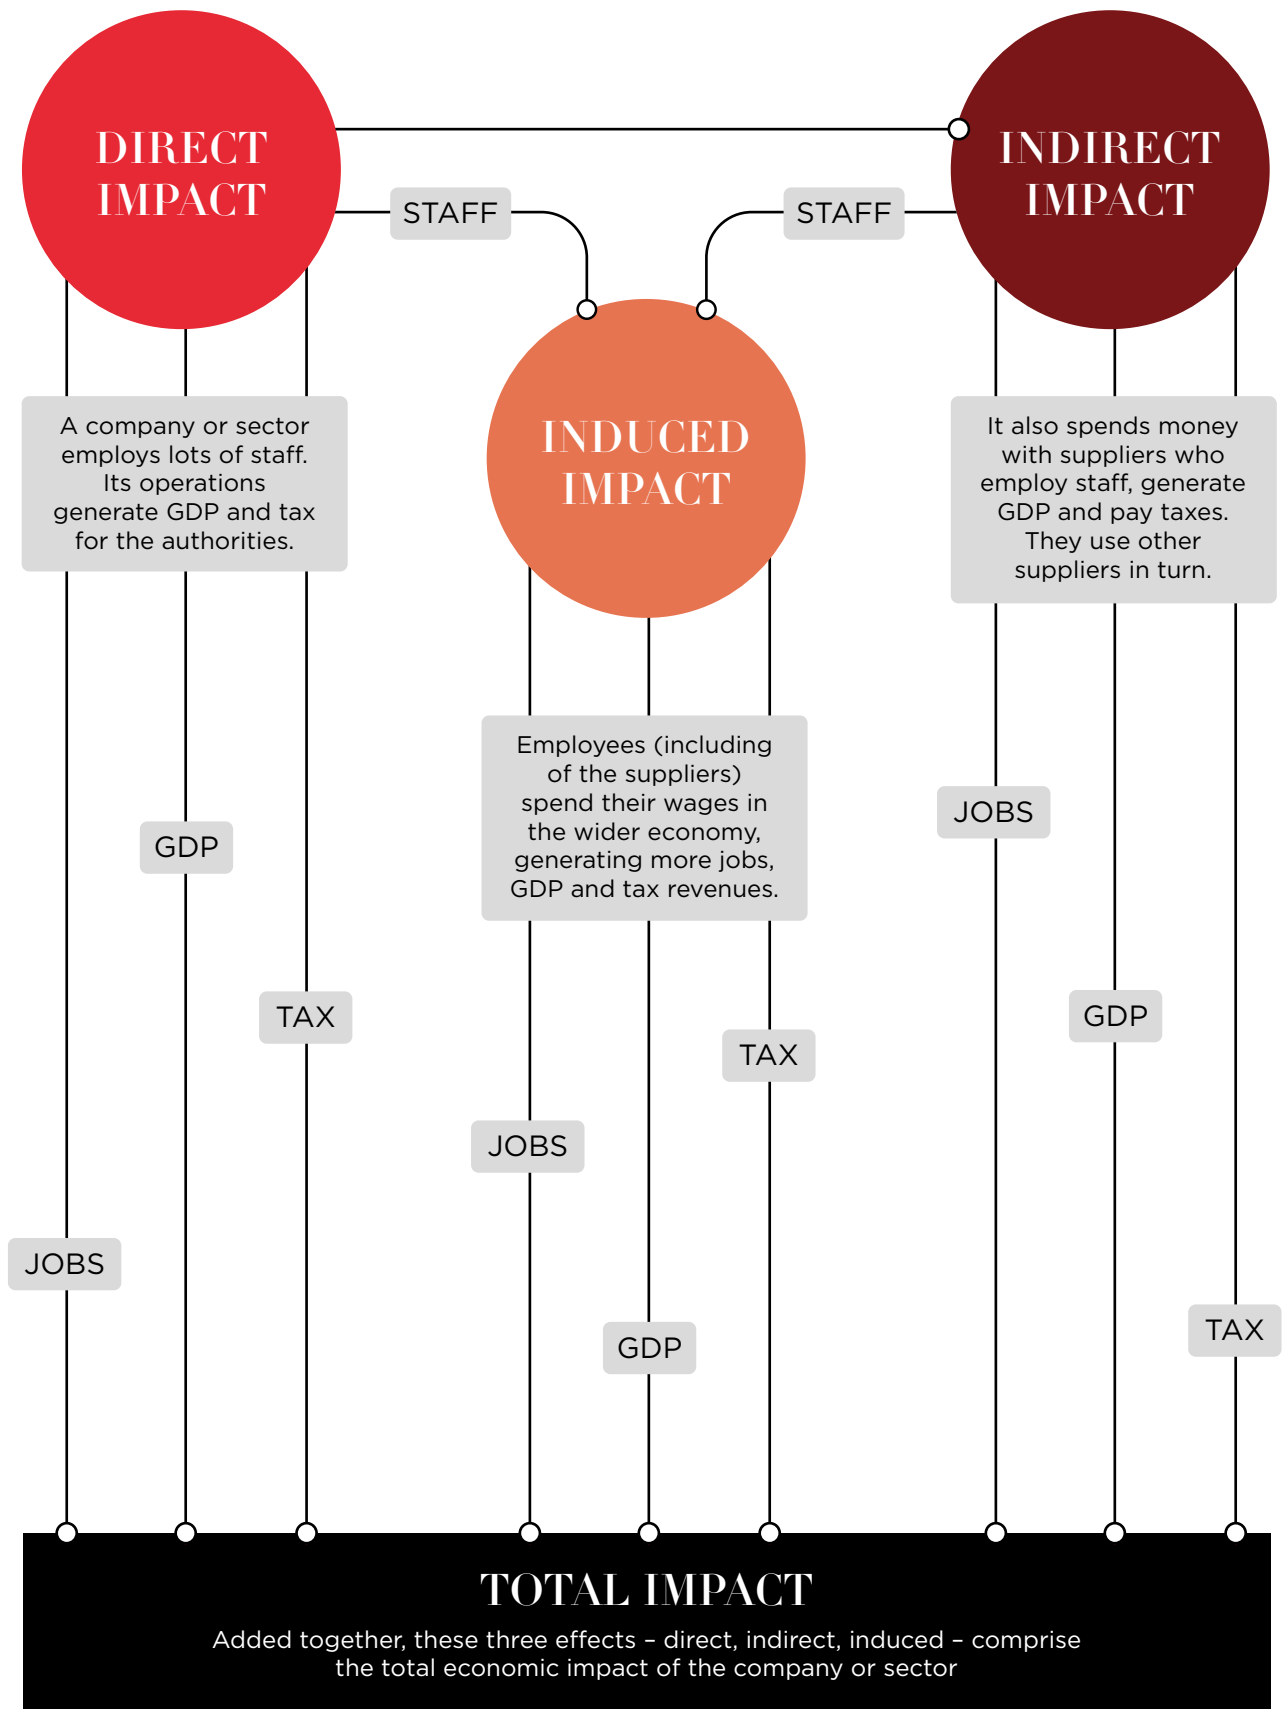 DIRECT
IMPACT
INDIRECT
IMPACT
STAFF
STAFF
INDUCED
IMPACT
A company or sector
employs lots of staff.
Its operations
generate GDP and tax
for the authorities.
It also spends money
with suppliers who
employ staff, generate
GDP and pay taxes.
They use other
suppliers in turn.
Employees (including
of the suppliers)
spend their wages in
the wider economy,
generating more jobs,
GDP and tax revenues.
GDP
TAX
JOBS
JOBS
TAX
GDP
JOBS
GDP
TAX
TOTAL IMPACT
Added together, these three effects – direct, indirect, induced – comprise
the total economic impact of the company or sector